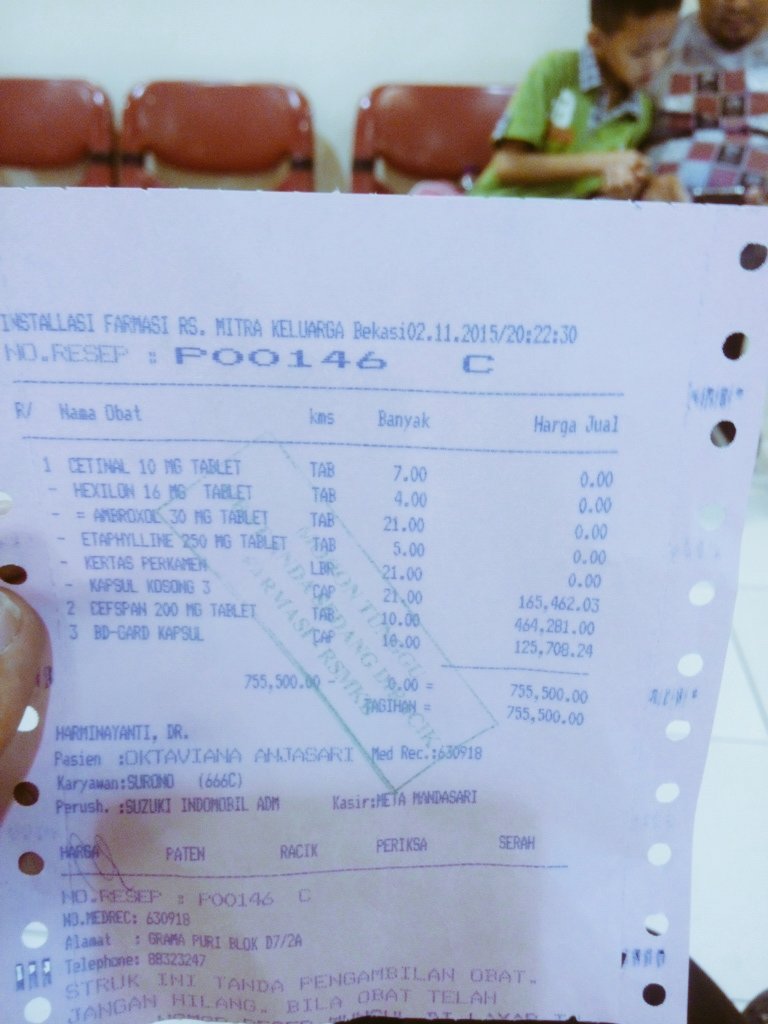 INSTALLASI FARMASI RS. MITRA KELUARGA Bekasi02.11.2015/20:22:30
NO.RESEP : P00146 C
R/ Nama Obat kms Banyak Harga Jual
1 CETINAL 10 MG TABLET TAB 7.00 0.00
- HEXILON 16 MG TABLET TAB 4.00 0.00
- = AMBROXOL 30 MG TABLET TAB 21.00 0.00
- ETAPHYLLINE 250 MG TABLET TAB 5.00 0.00
- KERTAS PERKAMEN LBR 21.00 0.00
- KAPSUL KOSONG 3 CAP 21.00 165,462.03
2 CEFSPAN 200 MG TABLET TAB 10.00 464,281.00
3 BD-GARD KAPSUL CAP 10.00 125,708.24
755,500.00 0.00 = 755,500.00
TAGIHAN = 755,500.00
MOHON TUNGGU
FARMASI RSMKB
HARMINAYANTI, DR.
Pasien :OKTAVIANA ANJASARI Med Rec.:630918
Karyawan:SURONO (666C)
Perush. :SUZUKI INDOMOBIL ADM Kasir:META MANDASARI
HARGA PATEN RACIK PERIKSA SERAH
NO.RESEP : P00146 C
NO.MEDREC: 630918
Alamat : GRAMA PURI BLOK D7/2A
Telephone: 88323247
STRUK INI TANDA PENGAMBILAN OBAT.
JANGAN HILANG. BILA OBAT TELAH